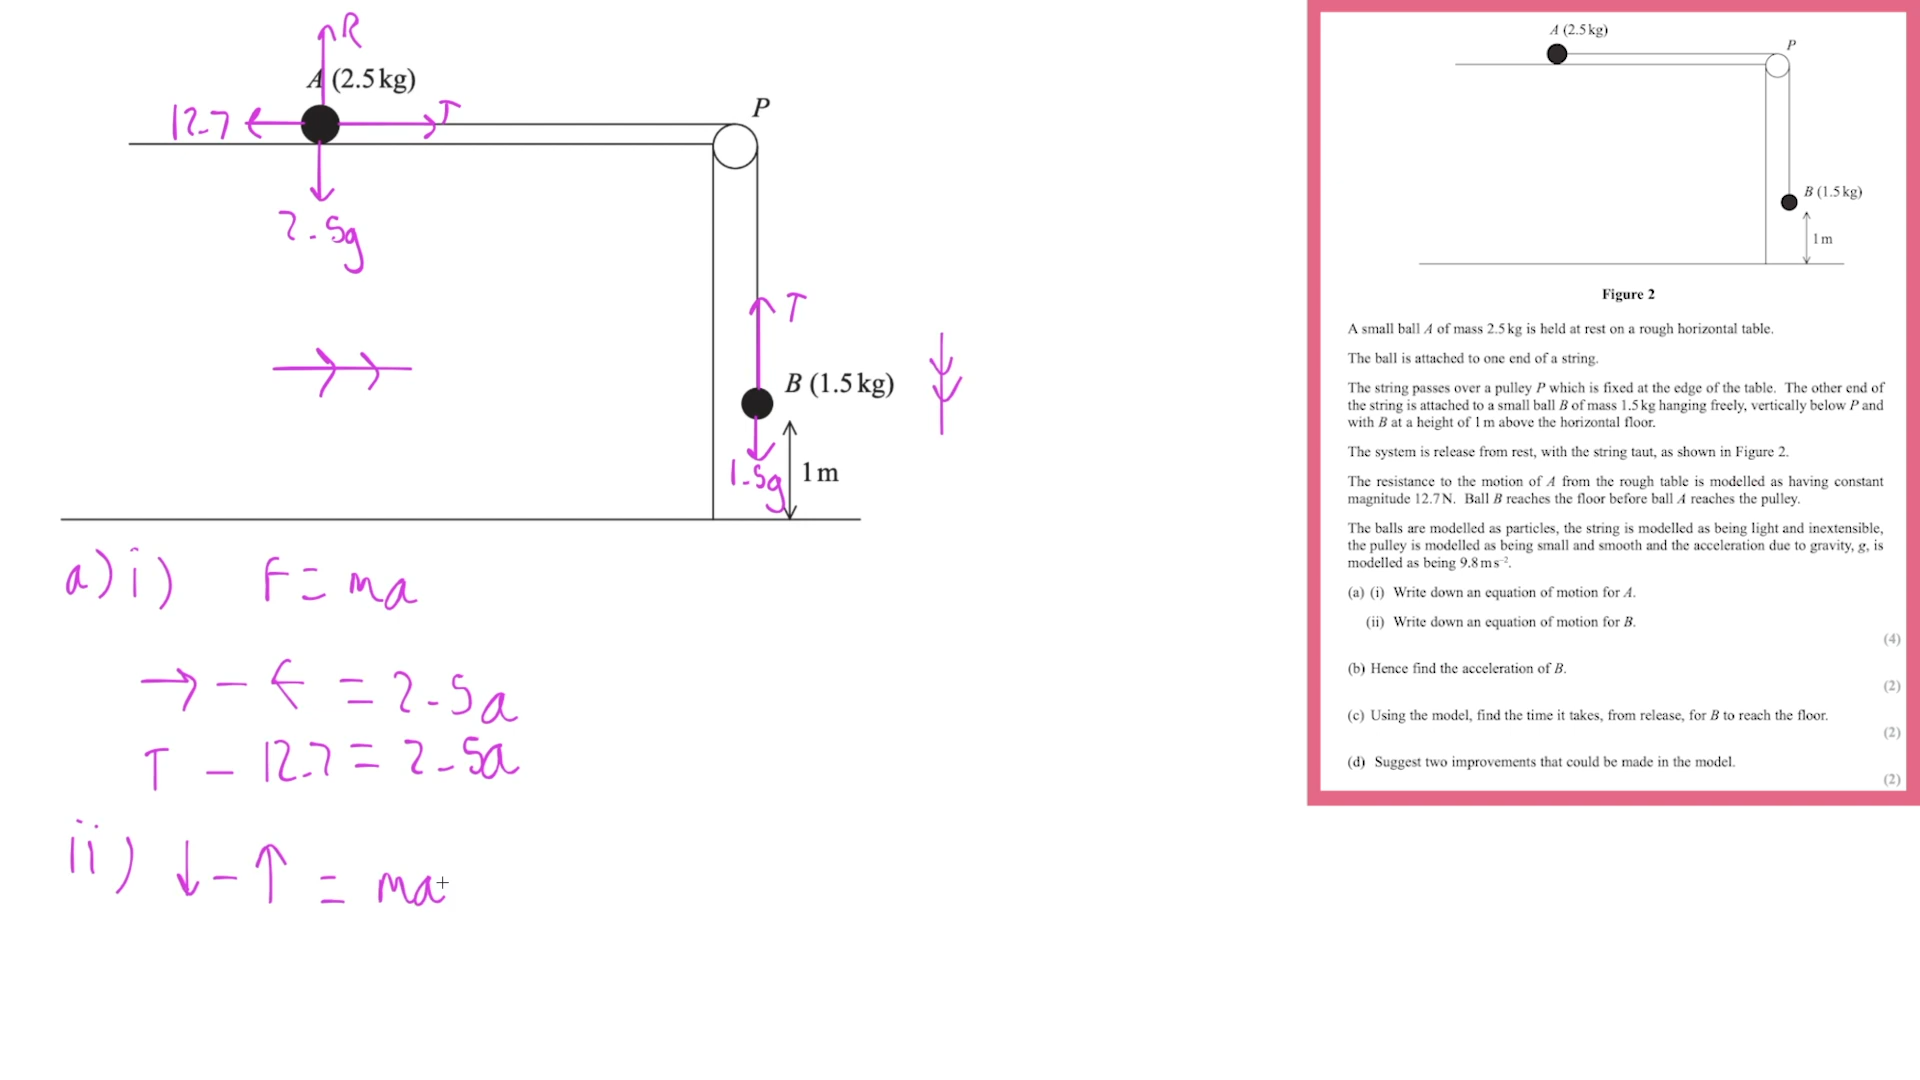 R
A (2.5 kg)
12.7
T
P
2.5g
T
B (1.5 kg)
1.5g
1 m
a) i) F = ma
→ - ← = 2.5a
T - 12.7 = 2.5a
ii) ↓ - ↑ = ma
A (2.5 kg)
P
B (1.5 kg)
1 m
Figure 2
A small ball A of mass 2.5 kg is held at rest on a rough horizontal table.
The ball is attached to one end of a string.
The string passes over a pulley P which is fixed at the edge of the table. The other end of
the string is attached to a small ball B of mass 1.5 kg hanging freely, vertically below P and
with B at a height of 1 m above the horizontal floor.
The system is release from rest, with the string taut, as shown in Figure 2.
The resistance to the motion of A from the rough table is modelled as having constant
magnitude 12.7 N. Ball B reaches the floor before ball A reaches the pulley.
The balls are modelled as particles, the string is modelled as being light and inextensible,
the pulley is modelled as being small and smooth and the acceleration due to gravity, g, is
modelled as being 9.8 m s⁻².
(a) (i) Write down an equation of motion for A.
(ii) Write down an equation of motion for B.
(4)
(b) Hence find the acceleration of B.
(2)
(c) Using the model, find the time it takes, from release, for B to reach the floor.
(2)
(d) Suggest two improvements that could be made in the model.
(2)